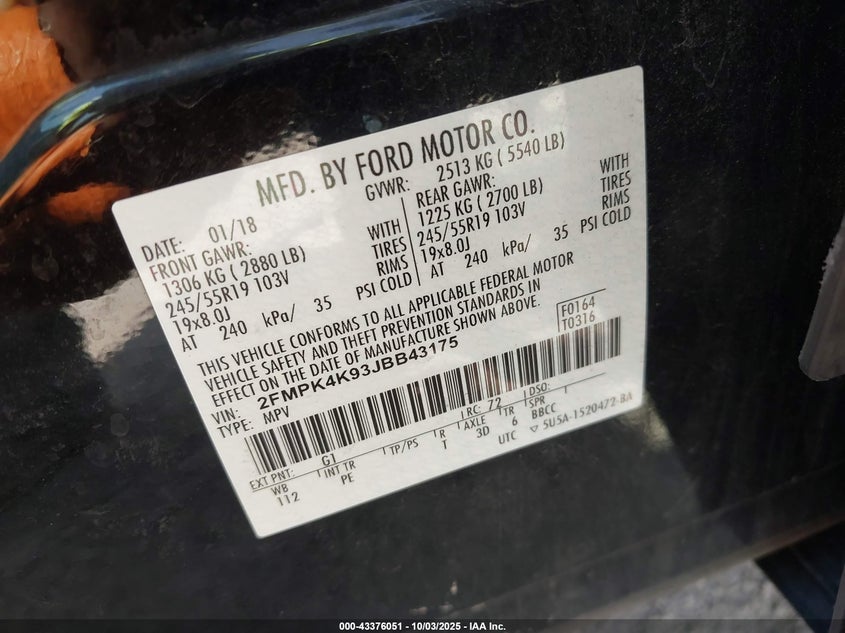 MFD. BY FORD MOTOR CO.
DATE: 01/18
GVWR: 2513 KG ( 5540 LB)
FRONT GAWR:
1306 KG ( 2880 LB) WITH
245/55R19 103V TIRES
19x8.0J RIMS
AT 240 kPa/ 35 PSI COLD
REAR GAWR:
1225 KG ( 2700 LB) WITH
245/55R19 103V TIRES
19x8.0J RIMS
AT 240 kPa/ 35 PSI COLD
THIS VEHICLE CONFORMS TO ALL APPLICABLE FEDERAL MOTOR
VEHICLE SAFETY AND THEFT PREVENTION STANDARDS IN
EFFECT ON THE DATE OF MANUFACTURE SHOWN ABOVE.
F0164
T0316
VIN: 2FMPK4K93JBB43175
TYPE: MPV
EXT PNT: G1 RC: 72 DSO:
WB INT TR TP/PS R AXLE TR SPR
112 PE T 3D 6 BBCC
UTC ▽ 5U5A-1520472-BA
000-43376051 - 10/03/2025 - IAA Inc.